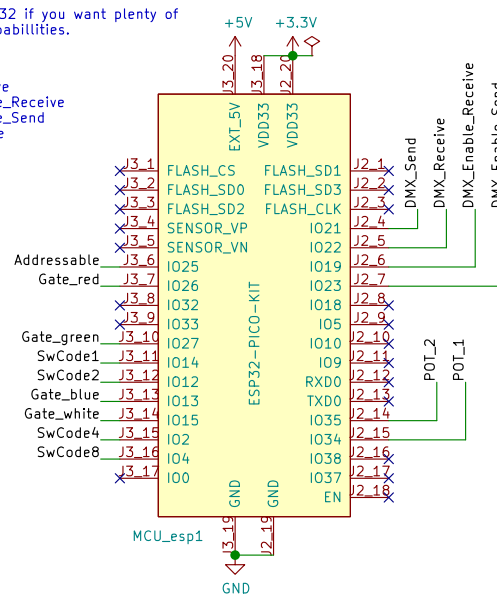 32 if you want plenty of
pabillities.
e_Receive
e_Send
+5V
+3.3V
J3_20
J3_18
J2_20
EXT_5V
VDD33
VDD33
DMX_Send
DMX_Receive
DMX_Enable_Receive
DMX_Enable_Send
J3_1 FLASH_CS FLASH_SD1 J2_1
J3_2 FLASH_SD0 FLASH_SD3 J2_2
J3_3 FLASH_SD2 FLASH_CLK J2_3
J3_4 SENSOR_VP IO21 J2_4
J3_5 SENSOR_VN IO22 J2_5
Addressable J3_6 IO25 IO19 J2_6
Gate_red J3_7 IO26 IO23 J2_7
J3_8 IO32 IO18 J2_8
J3_9 IO33 IO5 J2_9
Gate_green J3_10 IO27 IO10 J2_10
SwCode1 J3_11 IO14 IO9 J2_11
SwCode2 J3_12 IO12 RXD0 J2_12
Gate_blue J3_13 IO13 TXD0 J2_13
Gate_white J3_14 IO15 IO35 J2_14
SwCode4 J3_15 IO2 IO34 J2_15
SwCode8 J3_16 IO4 IO38 J2_16
J3_17 IO0 IO37 J2_17
EN J2_18
ESP32-PICO-KIT
POT_2
POT_1
GND
GND
J3_19
J2_19
MCU_esp1
GND